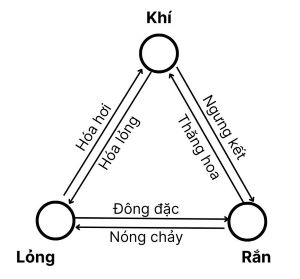 Khí
Hóa hơi
Hóa lỏng
Ngưng kết
Thăng hoa
Đông đặc
Nóng chảy
Lỏng
Rắn